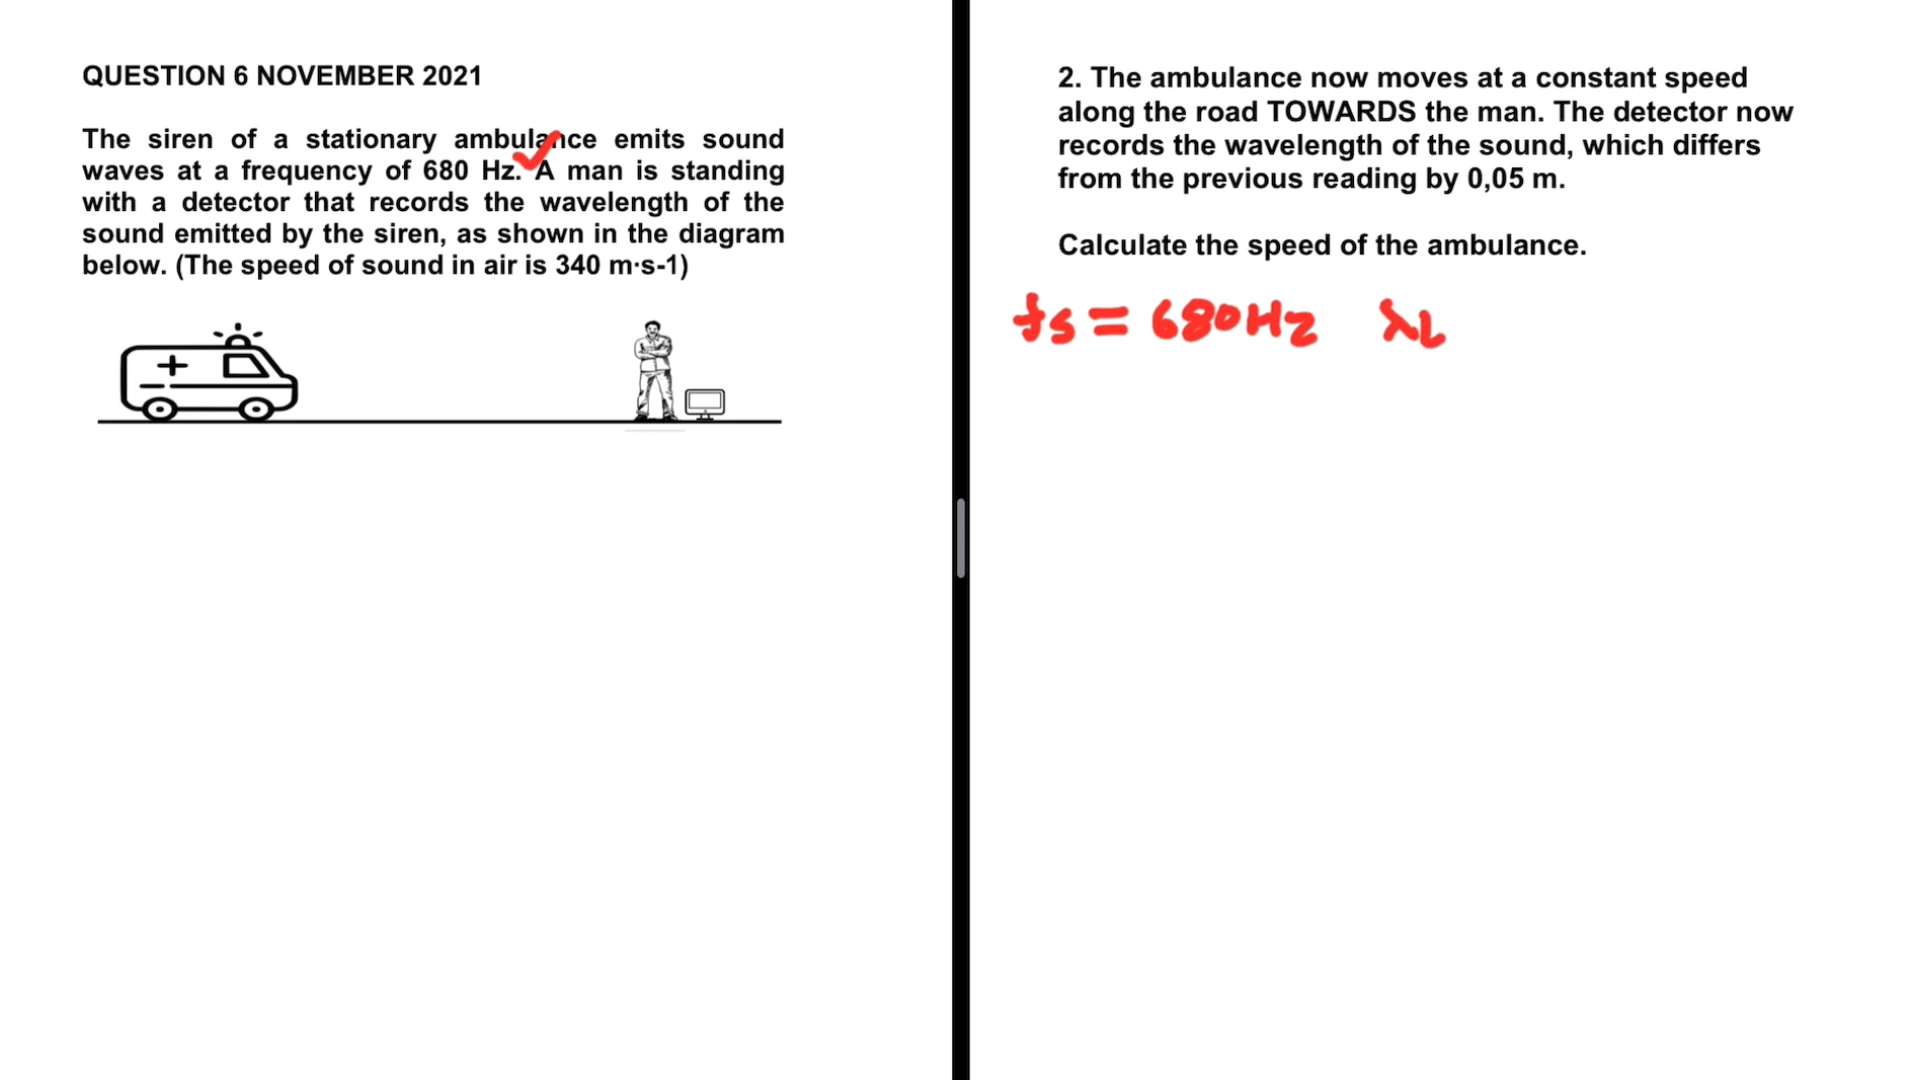 QUESTION 6 NOVEMBER 2021
The siren of a stationary ambulance emits sound
waves at a frequency of 680 Hz. A man is standing
with a detector that records the wavelength of the
sound emitted by the siren, as shown in the diagram
below. (The speed of sound in air is 340 m·s-1)
2. The ambulance now moves at a constant speed
along the road TOWARDS the man. The detector now
records the wavelength of the sound, which differs
from the previous reading by 0,05 m.
Calculate the speed of the ambulance.
fs = 680Hz λL